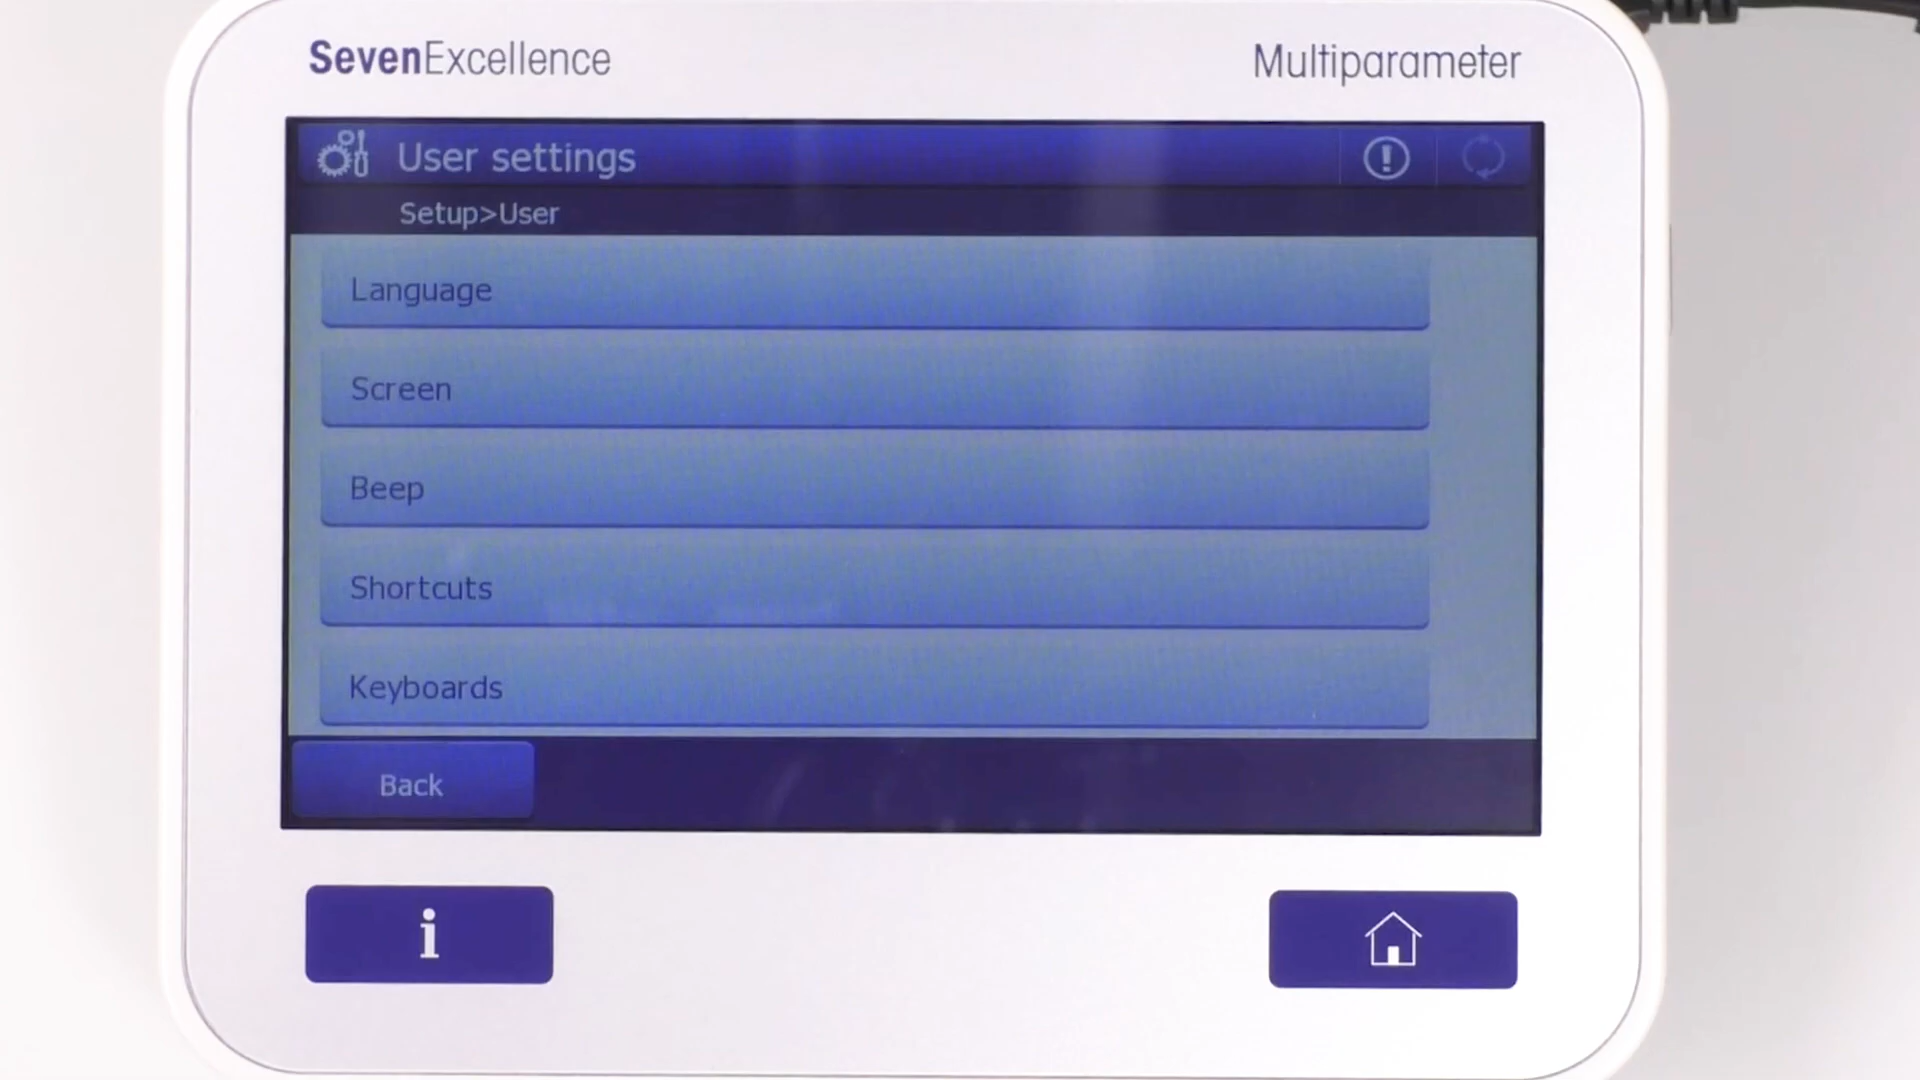 SevenExcellence
Multiparameter
User settings
Setup>User
Language
Screen
Beep
Shortcuts
Keyboards
Back
i